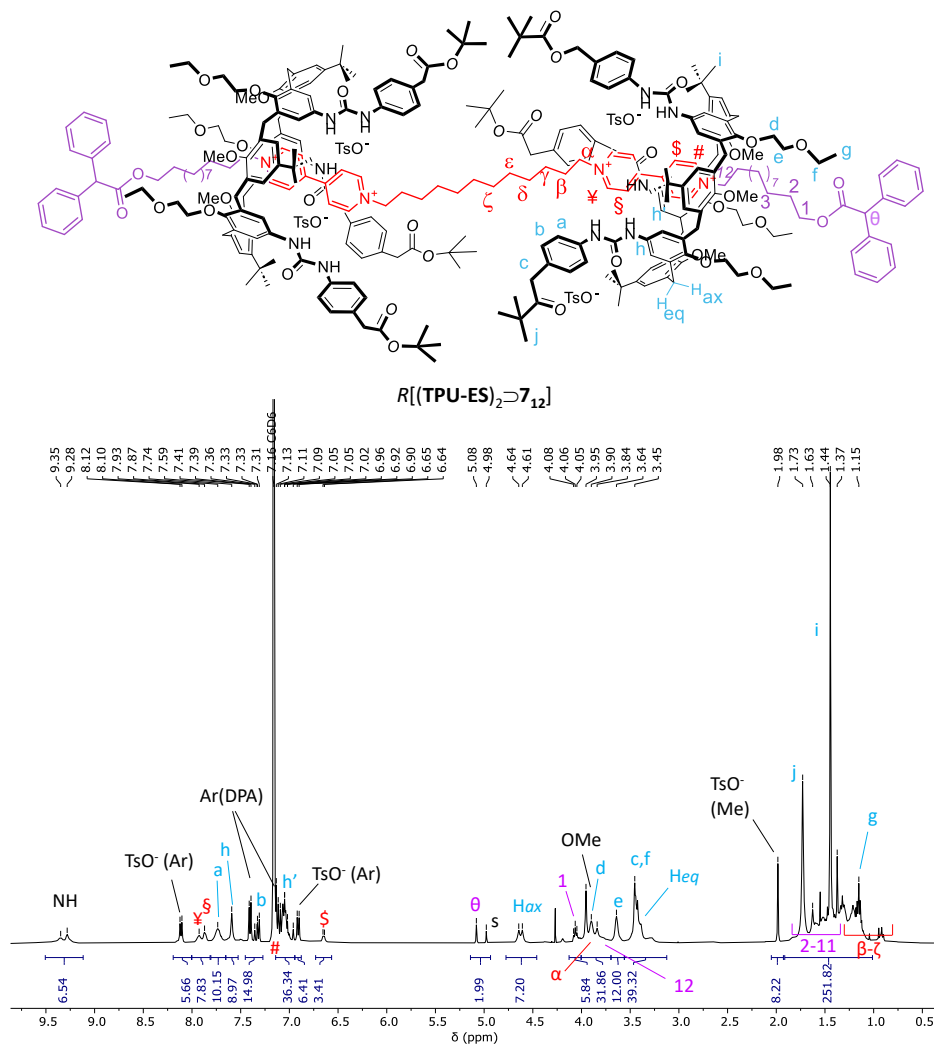 O
O
O
O
MeO
MeO
N
H
NH
TsO-
N+
7
α
β
γ
δ
ε
ζ
¥
§
$
#
12
7
3
2
1
θ
a
b
c
d
e
f
g
h
h
i
j
OMe
OMe
OMe
TsO-
TsO-
TsO-
H ax
H eq
R[(TPU-ES)2⊃7_12]
9.35
9.28
8.12
8.10
7.93
7.87
7.74
7.59
7.41
7.39
7.36
7.33
7.33
7.31
7.16 C6D6
7.13
7.11
7.09
7.05
7.05
7.02
6.96
6.92
6.90
6.65
6.64
5.08
4.98
4.64
4.61
4.08
4.06
4.05
3.95
3.90
3.84
3.64
3.45
1.98
1.73
1.63
1.44
1.37
1.15
i
j
TsO-
(Me)
g
Ar(DPA)
OMe
c,f
TsO- (Ar)
h
a
b
h'
TsO- (Ar)
1
d
e
Heq
NH
¥
§
$
θ
s
Hax
#
α
12
2-11
β-ζ
6.54
5.66
7.83
10.15
8.97
14.98
36.34
6.41
3.41
1.99
7.20
5.84
31.86
12.00
39.32
8.22
251.82
9.5
9.0
8.5
8.0
7.5
7.0
6.5
6.0
5.5
5.0
4.5
4.0
3.5
3.0
2.5
2.0
1.5
1.0
0.5
δ (ppm)